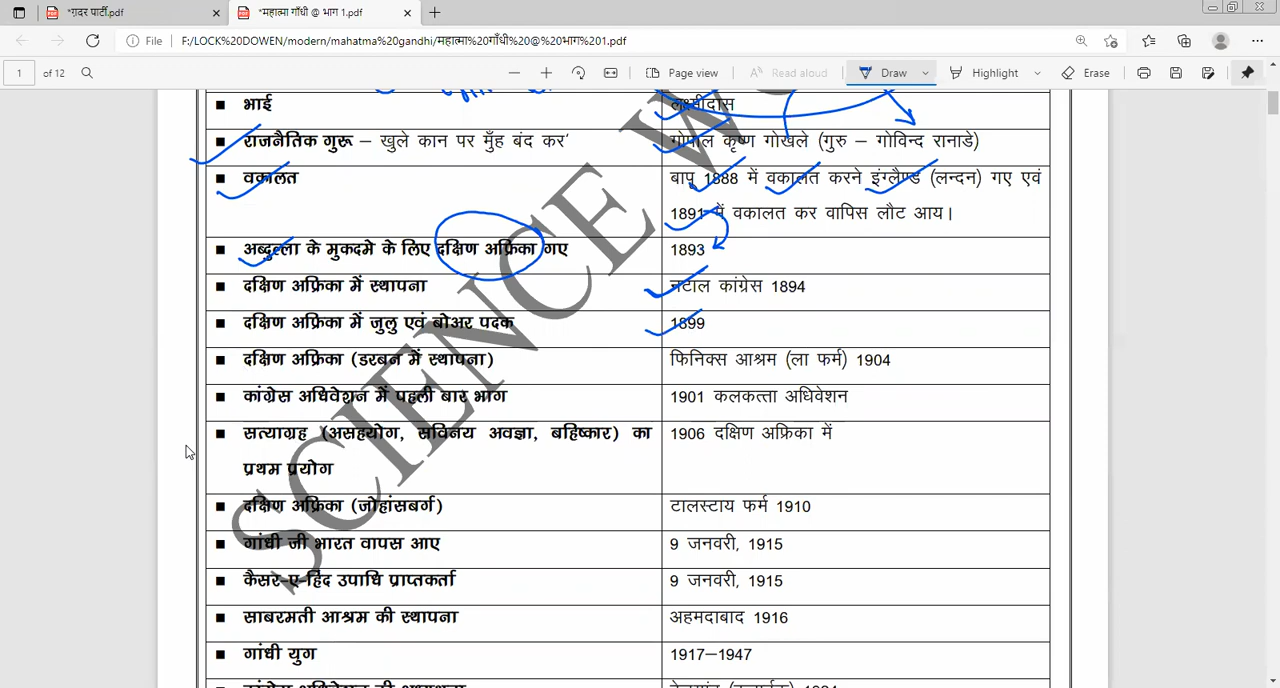 *ग़दर पार्टी.pdf
*महात्मा गाँधी @ भाग 1.pdf
File
F:/LOCK%20DOWEN/modern/mahatma%20gandhi/महात्मा%20गाँधी%20@%20भाग%201.pdf
1 of 12
Page view
Read aloud
Draw
Highlight
Erase
भाई लक्ष्मीदास
राजनैतिक गुरू – खुले कान पर मुँह बंद कर’ गोपाल कृष्ण गोखले (गुरु – गोविन्द रानाडे)
वकालत बापू 1888 में वकालत करने इंग्लैण्ड (लन्दन) गए एवं
1891 में वकालत कर वापिस लौट आय।
अब्दुल्ला के मुकदमे के लिए दक्षिण अफ्रिका गए 1893
दक्षिण अफ्रिका में स्थापना नटाल कांग्रेस 1894
दक्षिण अफ्रिका में जुलु एवं बोअर पदक 1899
दक्षिण अफ्रिका (डरबन में स्थापना) फिनिक्स आश्रम (ला फर्म) 1904
कांग्रेस अधिवेशन में पहली बार भाग 1901 कलकत्ता अधिवेशन
सत्याग्रह (असहयोग, सविनय अवज्ञा, बहिष्कार) का 1906 दक्षिण अफ्रिका में
प्रथम प्रयोग
दक्षिण अफ्रिका (जोहांसबर्ग) टालस्टाय फर्म 1910
गांधी जी भारत वापस आए 9 जनवरी, 1915
कैसर-ए-हिंद उपाधि प्राप्तकर्ता 9 जनवरी, 1915
साबरमती आश्रम की स्थापना अहमदाबाद 1916
गांधी युग 1917–1947
SCIENCE W